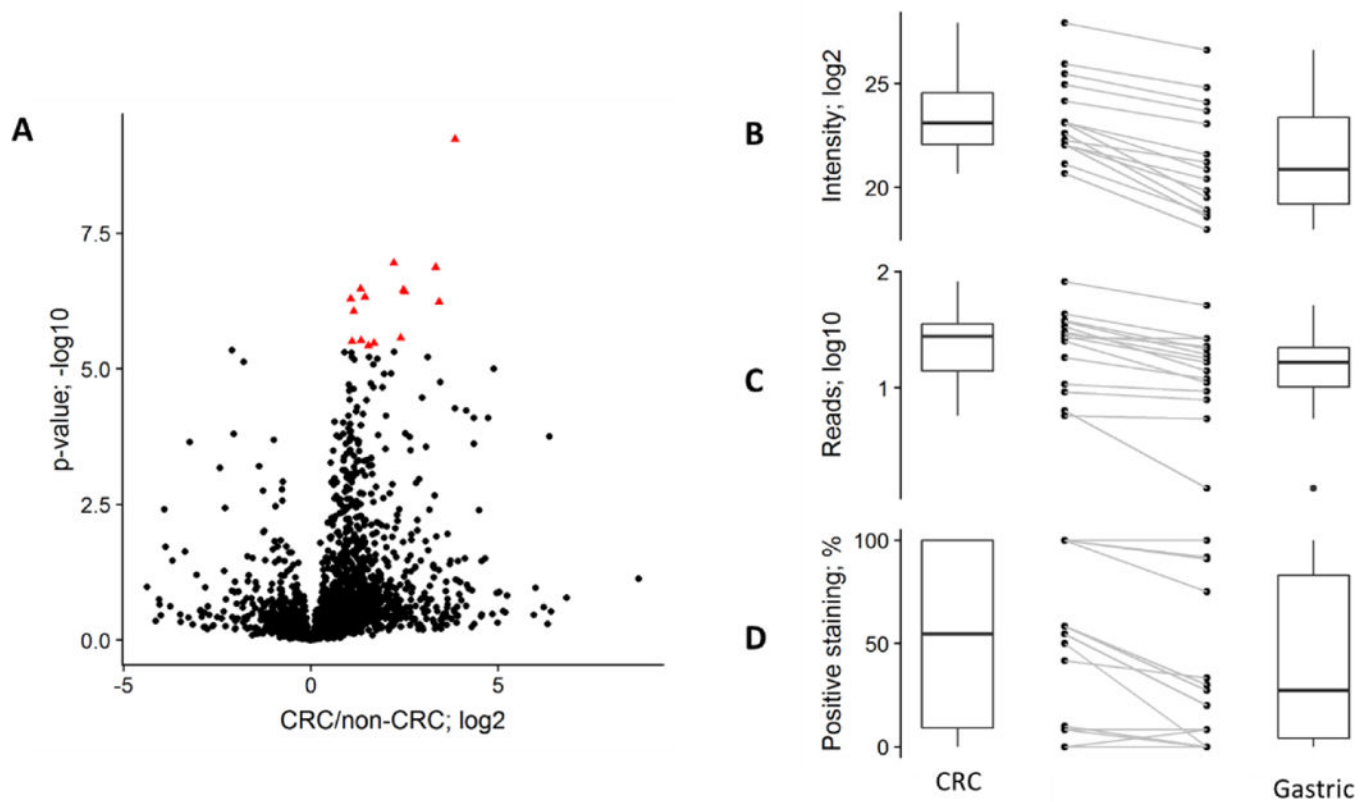 A
p-value; -log10
7.5
5.0
2.5
0.0
-5
0
5
CRC/non-CRC; log2
B
Intensity; log2
25
20
C
Reads; log10
2
1
D
Positive staining; %
100
50
0
CRC
Gastric